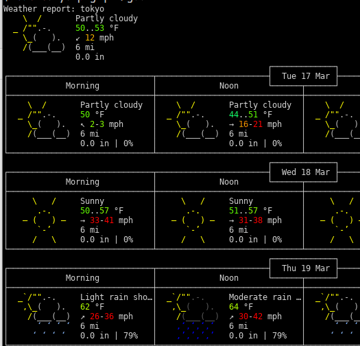 Weather report: tokyo
Partly cloudy
50..53 °F
↙ 12 mph
6 mi
0.0 in
Tue 17 Mar
Morning Noon
Partly cloudy Partly cloudy
50 °F 44..51 °F
↖ 2-3 mph → 16-21 mph
6 mi 6 mi
0.0 in | 0% 0.0 in | 0%
Wed 18 Mar
Morning Noon
Sunny Sunny
50..57 °F 51..57 °F
→ 33-41 mph → 31-38 mph
6 mi 6 mi
0.0 in | 0% 0.0 in | 0%
Thu 19 Mar
Morning Noon
Light rain sho… Moderate rain …
62 °F 64 °F
↗ 26-36 mph ↗ 30-42 mph
6 mi 6 mi
0.0 in | 79% 0.0 in | 79%